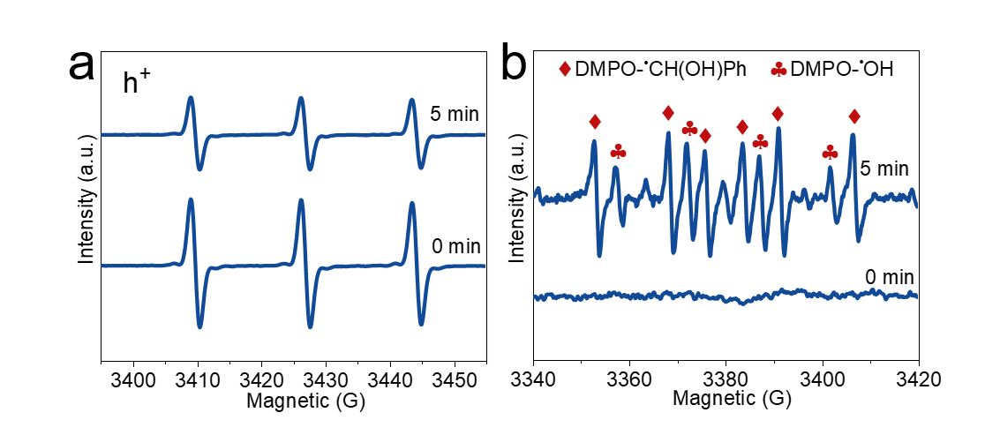 a
h⁺
5 min
0 min
Intensity (a.u.)
3400 3410 3420 3430 3440 3450
Magnetic (G)
b
♦ DMPO-•CH(OH)Ph ♣ DMPO-•OH
5 min
0 min
Intensity (a.u.)
3340 3360 3380 3400 3420
Magnetic (G)